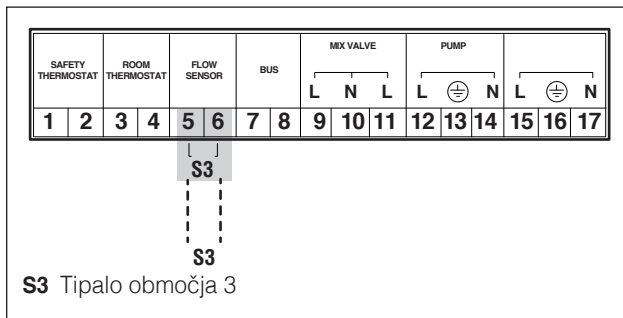 SAFETY THERMOSTAT ROOM THERMOSTAT FLOW SENSOR BUS MIX VALVE PUMP
L N L L N L N
1 2 3 4 5 6 7 8 9 10 11 12 13 14 15 16 17
S3
S3
S3 Tipalo območja 3